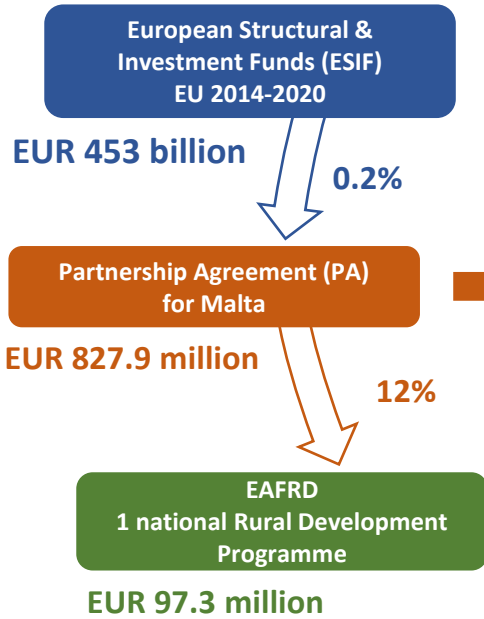 European Structural &
Investment Funds (ESIF)
EU 2014-2020
EUR 453 billion
0.2%
Partnership Agreement (PA)
for Malta
EUR 827.9 million
12%
EAFRD
1 national Rural Development
Programme
EUR 97.3 million